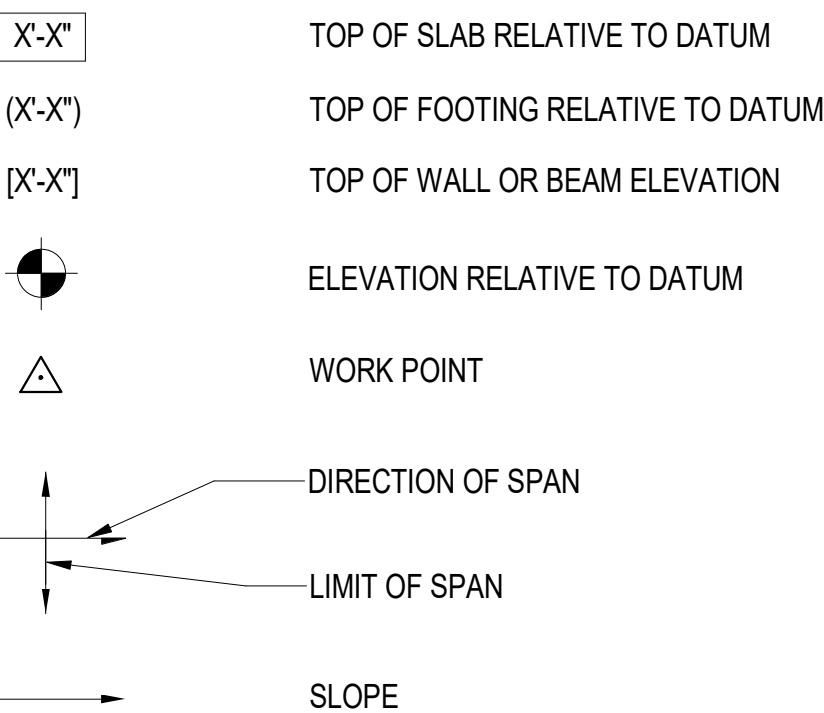 X'-X" TOP OF SLAB RELATIVE TO DATUM
(X'-X") TOP OF FOOTING RELATIVE TO DATUM
[X'-X"] TOP OF WALL OR BEAM ELEVATION
ELEVATION RELATIVE TO DATUM
WORK POINT
DIRECTION OF SPAN
LIMIT OF SPAN
SLOPE